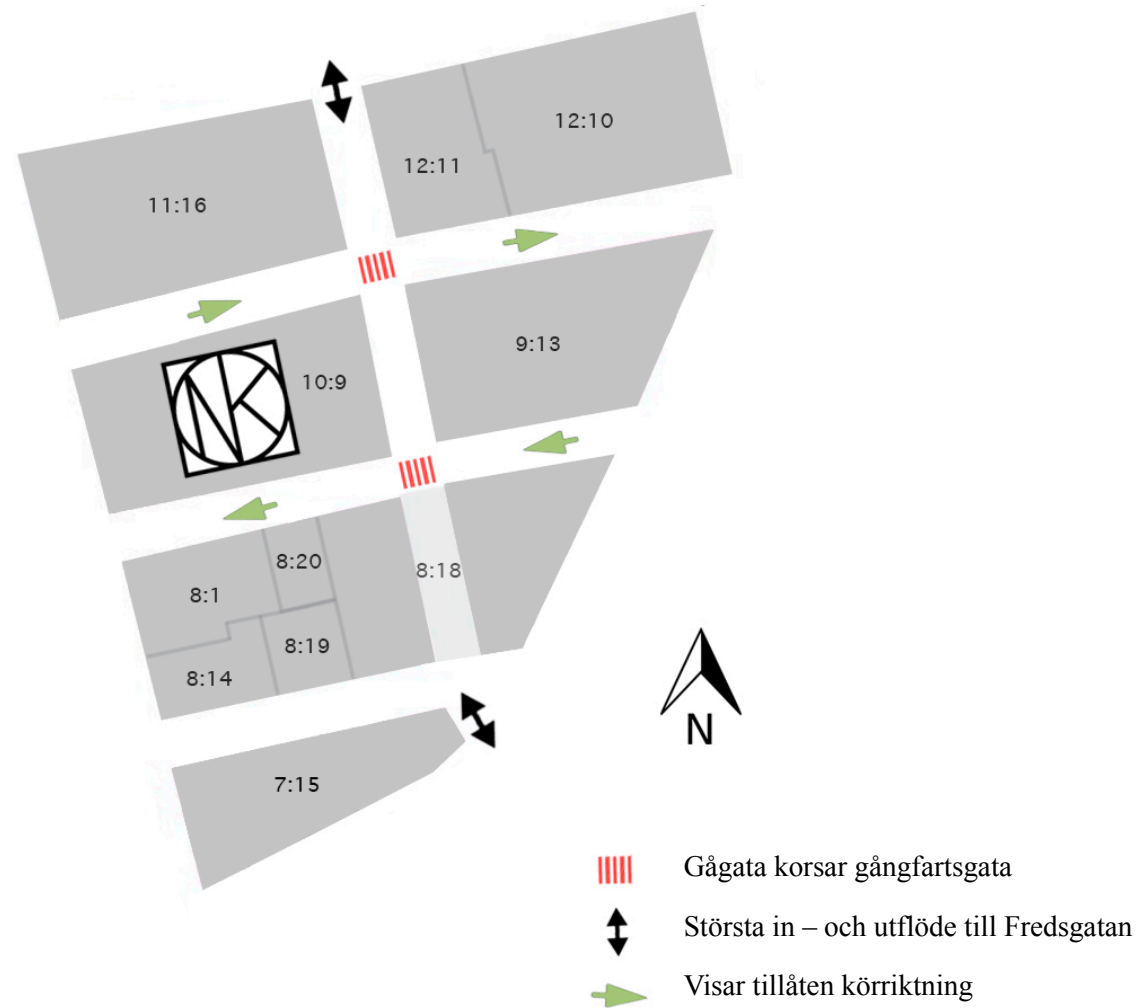 12:10
12:11
11:16
9:13
NK
10:9
8:20
8:18
8:1
8:19
8:14
N
7:15
Gågata korsar gångfartsgata
Största in – och utflöde till Fredsgatan
Visar tillåten körriktning